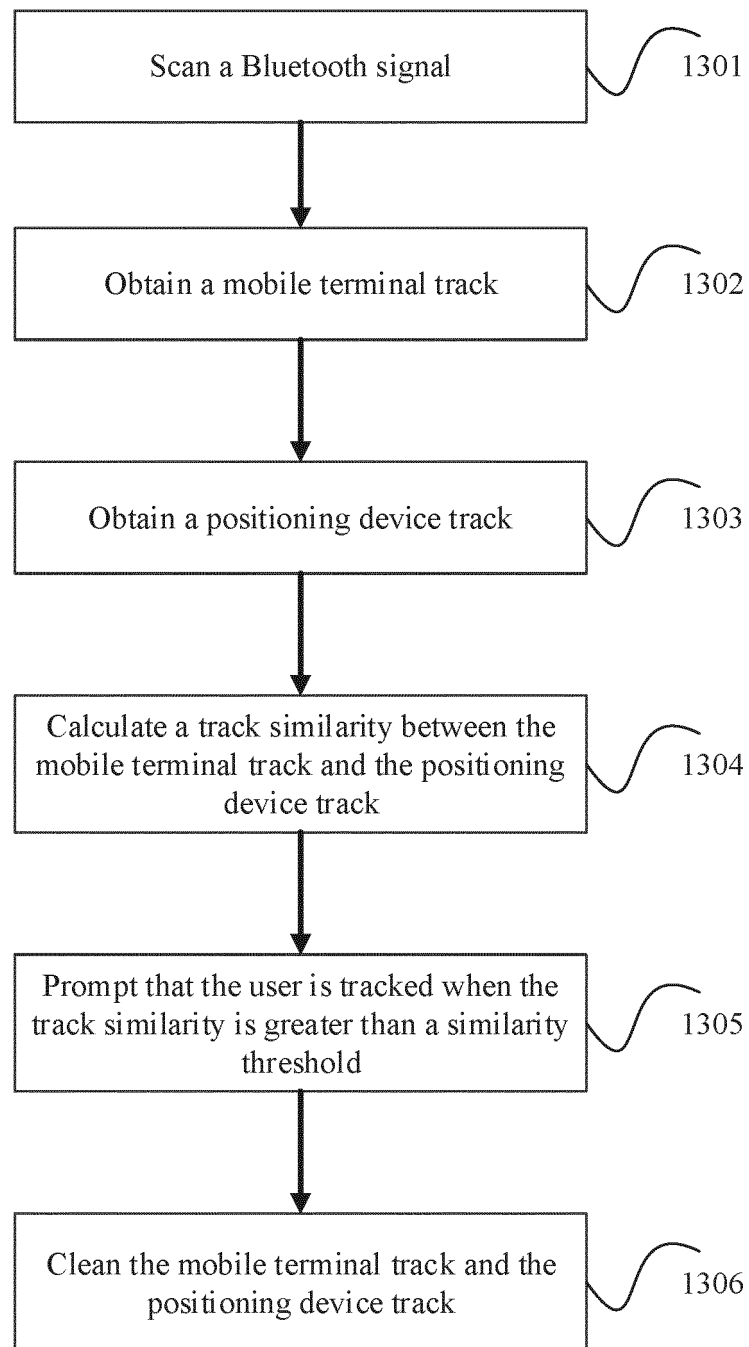 Scan a Bluetooth signal
1301
Obtain a mobile terminal track
1302
Obtain a positioning device track
1303
Calculate a track similarity between the
mobile terminal track and the positioning
device track
1304
Prompt that the user is tracked when the
track similarity is greater than a similarity
threshold
1305
Clean the mobile terminal track and the
positioning device track
1306